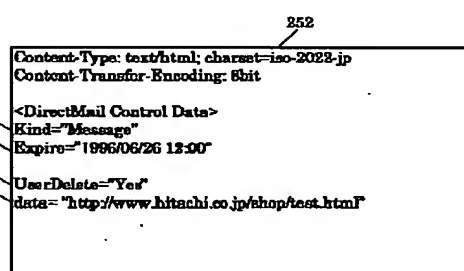 252
Content-Type: text/html; charset=iso-2022-jp
Content-Transfer-Encoding: 8bit
<DirectMail Control Data>
Kind="Message"
Expire="1996/06/26 12:00"
UserDelete="Yes"
data="http://www.hitachi.co.jp/shop/test.html"